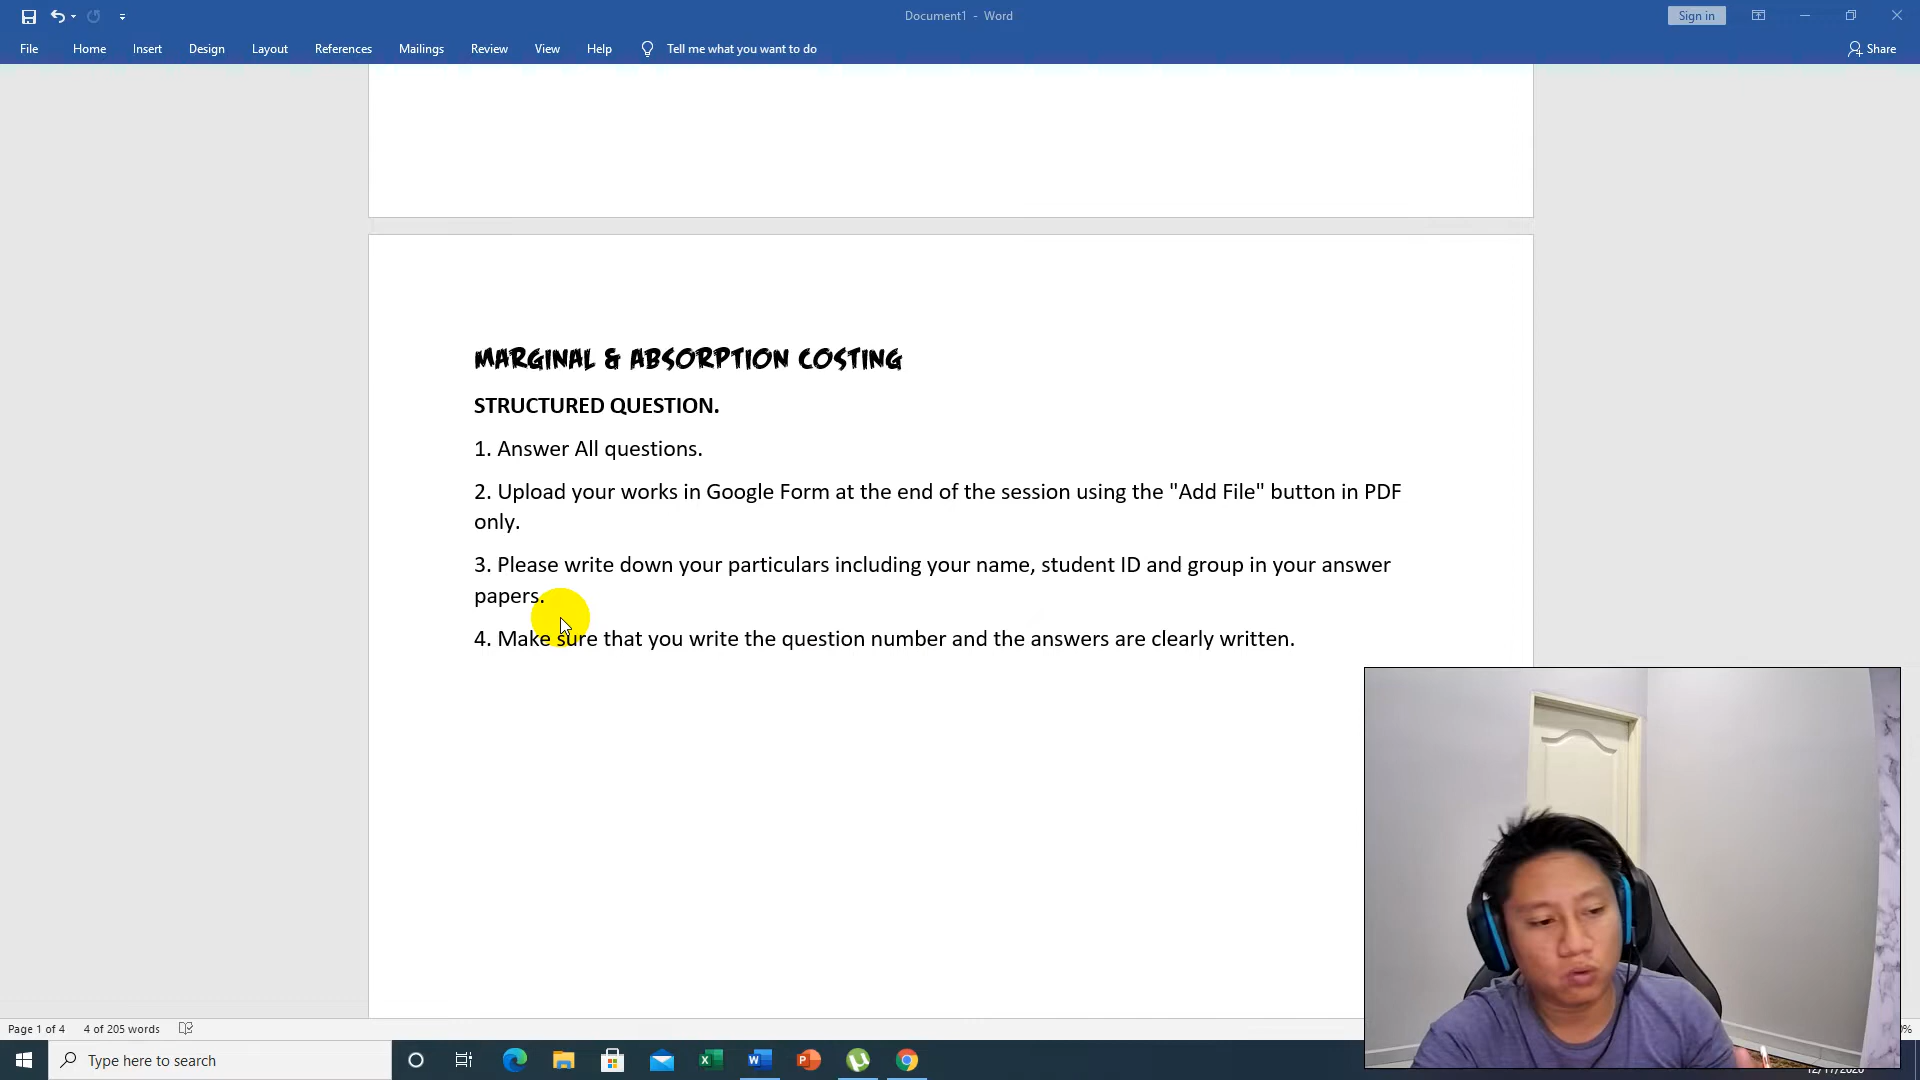 Document1 - Word
Sign in
File Home Insert Design Layout References Mailings Review View Help Tell me what you want to do
Share
MARGINAL & ABSORPTION COSTING
STRUCTURED QUESTION.
1. Answer All questions.
2. Upload your works in Google Form at the end of the session using the "Add File" button in PDF
only.
3. Please write down your particulars including your name, student ID and group in your answer
papers.
4. Make sure that you write the question number and the answers are clearly written.
Page 1 of 4 4 of 205 words
Type here to search